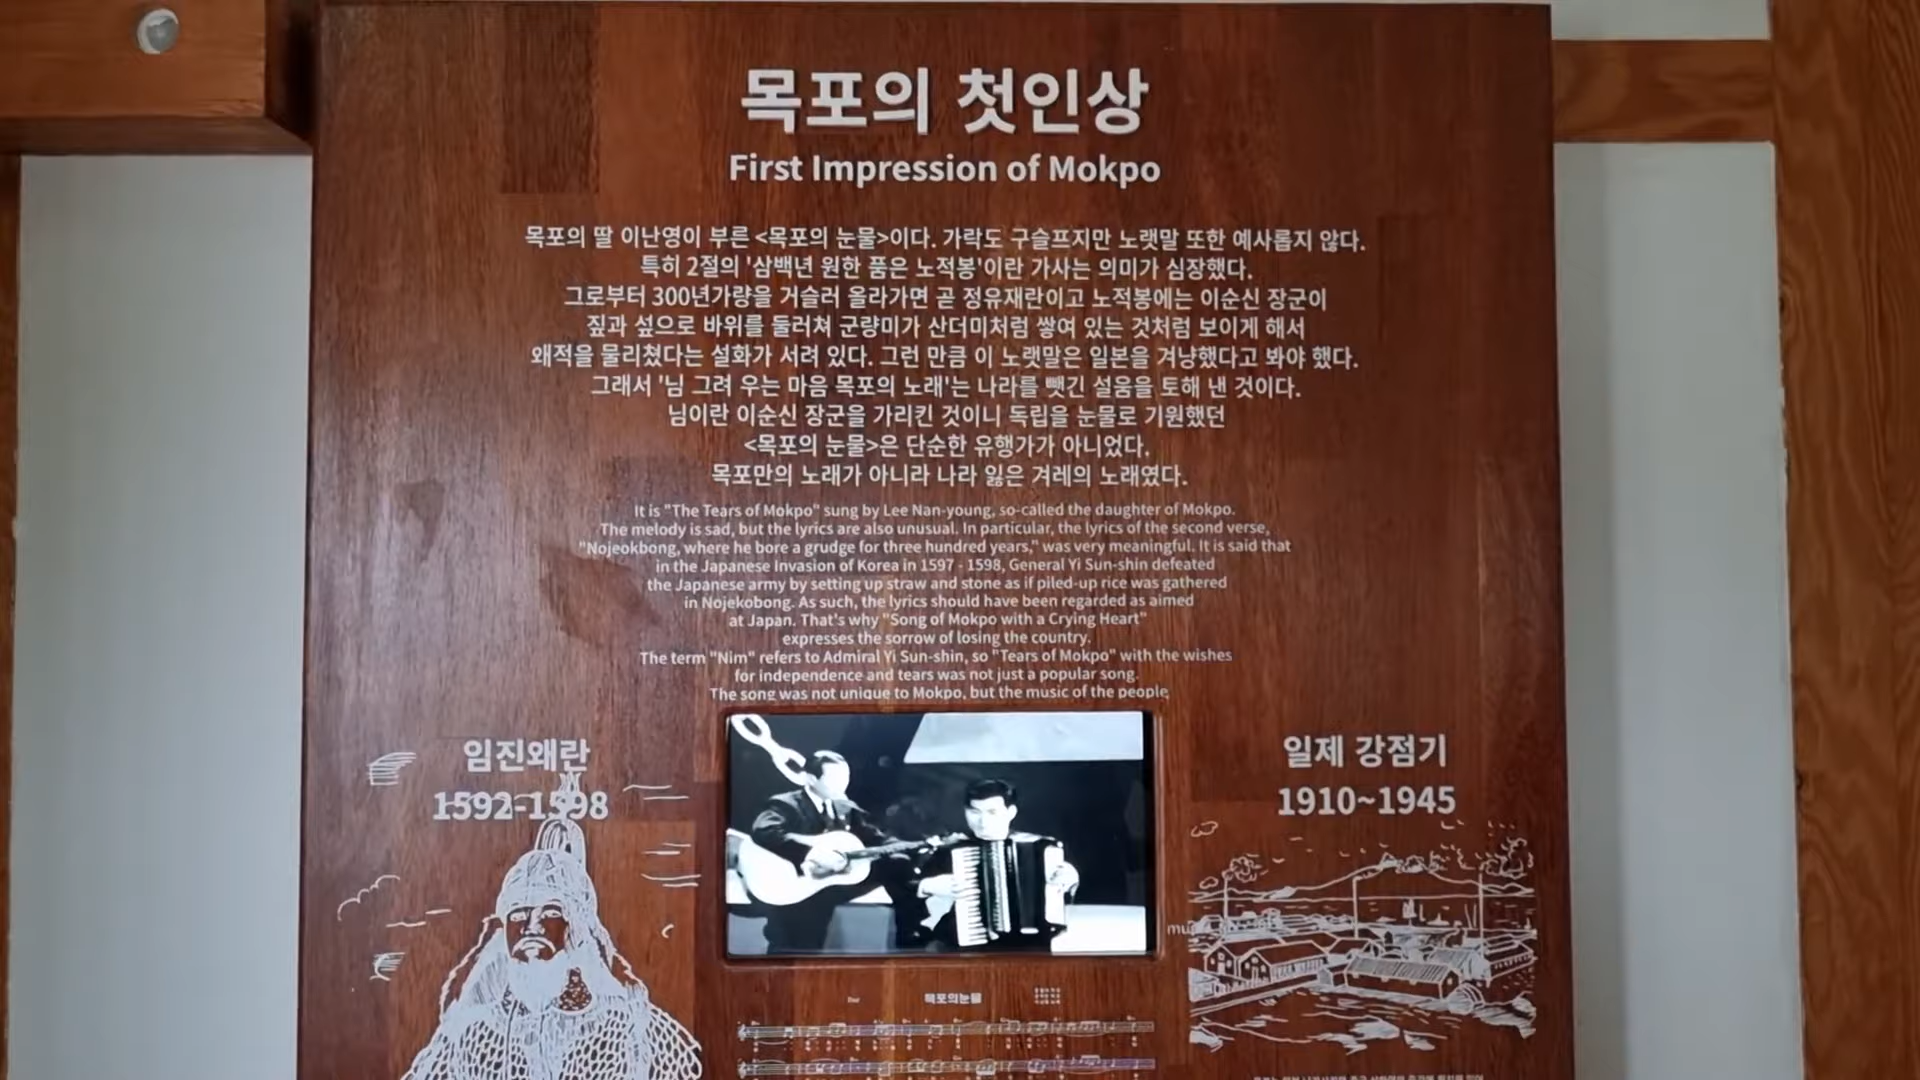 목포의 첫인상
First Impression of Mokpo
목포의 딸 이난영이 부른 <목포의 눈물>이다. 가락도 구슬프지만 노랫말 또한 예사롭지 않다.
특히 2절의 '삼백년 원한 품은 노적봉'이란 가사는 의미가 심장했다.
그로부터 300년가량을 거슬러 올라가면 곧 정유재란이고 노적봉에는 이순신 장군이
짚과 섶으로 바위를 둘러쳐 군량미가 산더미처럼 쌓여 있는 것처럼 보이게 해서
왜적을 물리쳤다는 설화가 서려 있다. 그런 만큼 이 노랫말은 일본을 겨냥했다고 봐야 했다.
그래서 '님 그려 우는 마음 목포의 노래'는 나라를 뺏긴 설움을 토해 낸 것이다.
님이란 이순신 장군을 가리킨 것이니 독립을 눈물로 기원했던
<목포의 눈물>은 단순한 유행가가 아니었다.
목포만의 노래가 아니라 나라 잃은 겨레의 노래였다.
It is "The Tears of Mokpo" sung by Lee Nan-young, so-called the daughter of Mokpo.
The melody is sad, but the lyrics are also unusual. In particular, the lyrics of the second verse,
"Nojeokbong, where he bore a grudge for three hundred years," was very meaningful. It is said that
in the Japanese Invasion of Korea in 1597 - 1598, General Yi Sun-shin defeated
the Japanese army by setting up straw and stone as if piled-up rice was gathered
in Nojekobong. As such, the lyrics should have been regarded as aimed
at Japan. That's why "Song of Mokpo with a Crying Heart"
expresses the sorrow of losing the country.
The term "Nim" refers to Admiral Yi Sun-shin, so "Tears of Mokpo" with the wishes
for independence and tears was not just a popular song.
The song was not unique to Mokpo, but the music of the people
임진왜란
1592-1598
일제 강점기
1910~1945
목포의눈물